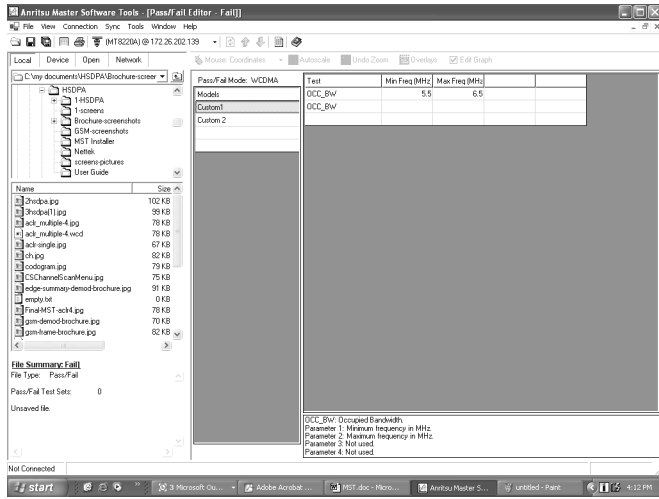 Anritsu Master Software Tools - [Pass/Fail Editor - Fail]]
File View Connection Sync Tools Window Help
(MT8220A) @ 172.26.202.139
Local Device Open Network
Mouse: Coordinates Autoscale Undo Zoom Overlays Edit Graph
C:\my documents\HSDPA\Brochure-screer
HSDPA
1-HSDPA
1-screens
Brochure-screenshots
GSM-screenshots
MST Installer
Nettek
screens-pictures
User Guide
Name Size
2hsdpa.jpg 102 KB
3hsdpa(1).jpg 99 KB
aclr_multiple-4.jpg 78 KB
aclr_multiple-4.wcd 78 KB
aclr-single.jpg 67 KB
ch.jpg 82 KB
codogram.jpg 79 KB
CSChannelScanMenu.jpg 75 KB
edge-summary-demod-brochure.jpg 91 KB
empty.txt 0 KB
Final-MST-aclr4.jpg 78 KB
gsm-demod-brochure.jpg 70 KB
gsm-frame-brochure.jpg 82 KB
File Summary: Fail]
File Type: Pass/Fail
Pass/Fail Test Sets: 0
Unsaved file.
Pass/Fail Mode: WCDMA
Models
Custom1
Custom 2
Test Min Freq (MHz) Max Freq (MHz
OCC_BW 5.5 6.5
OCC_BW
OCC_BW: Occupied Bandwidth.
Parameter 1: Minimum frequency in MHz.
Parameter 2: Maximum frequency in MHz.
Parameter 3: Not used.
Parameter 4: Not used.
Not Connected
start 3 Microsoft Ou... Adobe Acrobat ... MST.doc - Micro... Anritsu Master S... untitled - Paint 4:12 PM